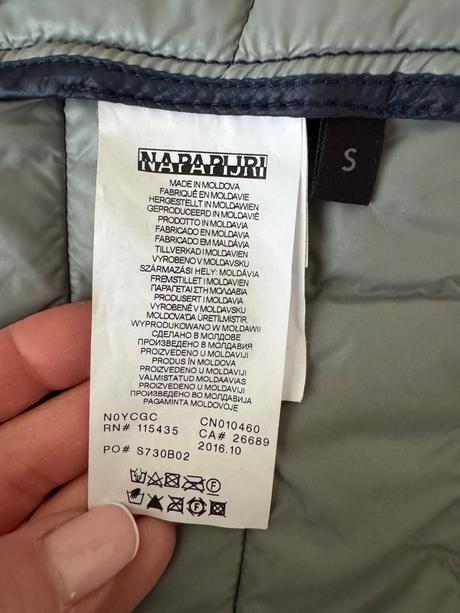 NAPAPIJRI
S
MADE IN MOLDOVA
FABRIQUÉ EN MOLDAVIE
HERGESTELLT IN MOLDAWIEN
GEPRODUCEERD IN MOLDAVIË
PRODOTTO IN MOLDAVIA
FABRICADO EN MOLDAVIA
FABRICADO EM MALDÁVIA
TILLVERKAD I MOLDAVIEN
VYROBENO V MOLDAVSKU
SZÁRMAZÁSI HELY: MOLDÁVIA
FREMSTILLET I MOLDAVIEN
ΠΑΡΑΓΕΤΑΙ ΣΤΗ ΜΟΛΔΑΒΙΑ
PRODUSERT I MOLDAVIA
VYROBENÉ V MOLDAVSKU
MOLDOVA'DA ÜRETİLMİŞTİR.
WYPRODUKOWANO W MOŁDAWII
СДЕЛАНО В МОЛДОВЕ
ПРОИЗВЕДЕНО В МОЛДАВИЯ
PROIZVEDENO U MOLDAVIJI
PRODUS ÎN MOLDOVA
PROIZVEDENO U MOLDAVIJI
VALMISTATUD MOLDAAVIAS
ПРОИЗВЕДЕНО ВО МОЛДАВИЈА
PAGAMINTA MOLDOVOJE
N0YCGC CN010460
RN# 115435 CA# 26689
2016.10
PO# S730B02